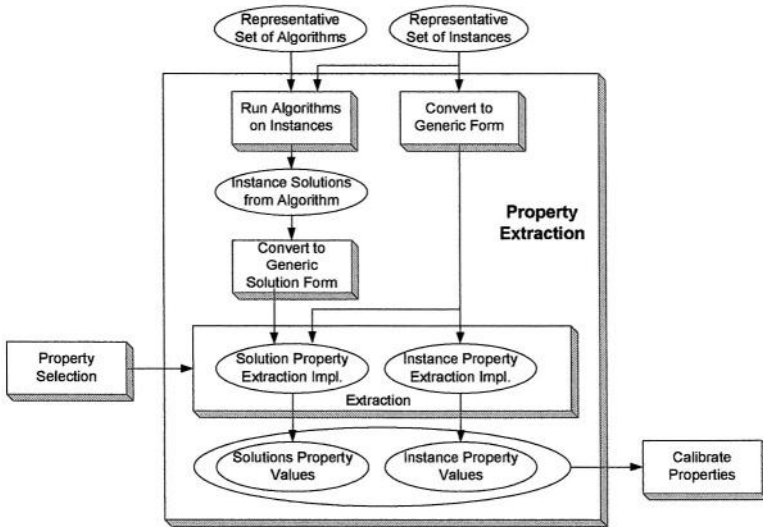 Representative
Set of Algorithms
Representative
Set of Instances
Run Algorithms
on Instances
Convert to
Generic Form
Instance Solutions
from Algorithm
Property
Extraction
Convert to
Generic
Solution Form
Property
Selection
Solution Property
Extraction Impl.
Instance Property
Extraction Impl.
Extraction
Solutions Property
Values
Instance Property
Values
Calibrate
Properties